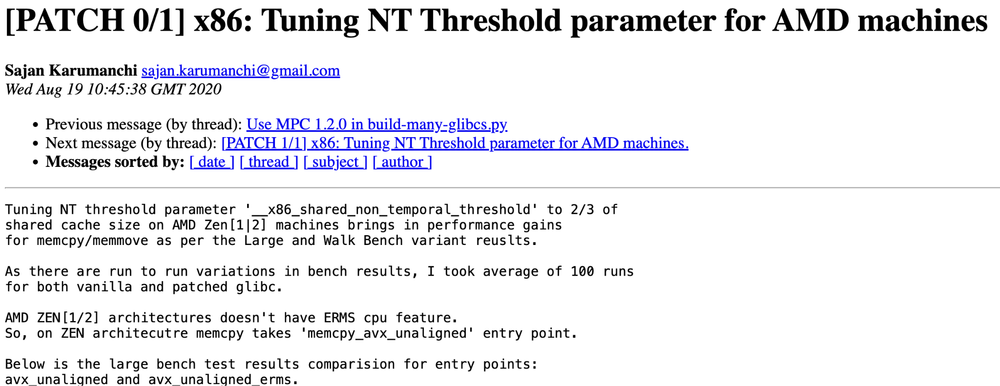 [PATCH 0/1] x86: Tuning NT Threshold parameter for AMD machines
Sajan Karumanchi sajan.karumanchi@gmail.com
Wed Aug 19 10:45:38 GMT 2020
• Previous message (by thread): Use MPC 1.2.0 in build-many-glibcs.py
• Next message (by thread): [PATCH 1/1] x86: Tuning NT Threshold parameter for AMD machines.
• Messages sorted by: [ date ] [ thread ] [ subject ] [ author ]
Tuning NT threshold parameter '__x86_shared_non_temporal_threshold' to 2/3 of
shared cache size on AMD Zen[1|2] machines brings in performance gains
for memcpy/memmove as per the Large and Walk Bench variant reuslts.
As there are run to run variations in bench results, I took average of 100 runs
for both vanilla and patched glibc.
AMD ZEN[1/2] architectures doesn't have ERMS cpu feature.
So, on ZEN architecutre memcpy takes 'memcpy_avx_unaligned' entry point.
Below is the large bench test results comparision for entry points:
avx_unaligned and avx_unaligned_erms.